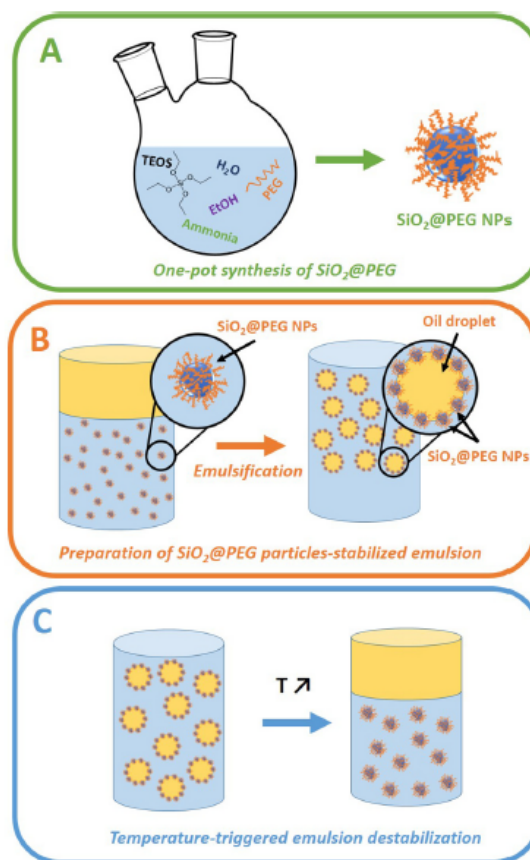 A
TEOS
H₂O
Si
O
O
O
O
PEG
EtOH
Ammonia
SiO₂@PEG NPs
One-pot synthesis of SiO₂@PEG
B
SiO₂@PEG NPs
Oil droplet
Emulsification
SiO₂@PEG NPs
Preparation of SiO₂@PEG particles-stabilized emulsion
C
T ↗
Temperature-triggered emulsion destabilization